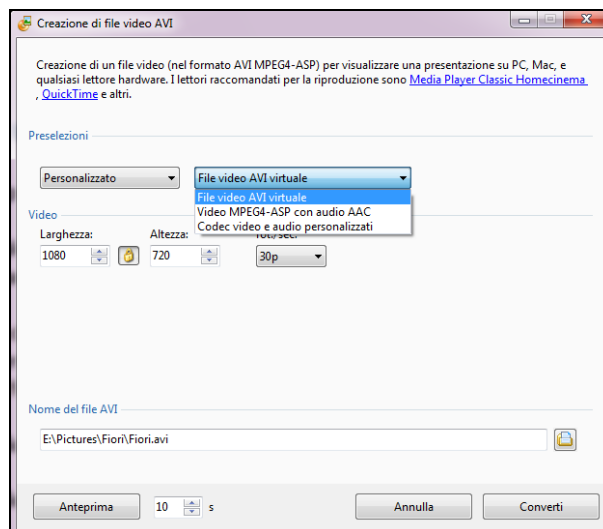 Creazione di file video AVI
Creazione di un file video (nel formato AVI MPEG4-ASP) per visualizzare una presentazione su PC, Mac, e
qualsiasi lettore hardware. I lettori raccomandati per la riproduzione sono Media Player Classic Homecinema
, QuickTime e altri.
Preselezioni
Personalizzato File video AVI virtuale
File video AVI virtuale
Video MPEG4-ASP con audio AAC
Codec video e audio personalizzati
Video
Larghezza: Altezza:
1080 720 30p
Nome del file AVI
E:\Pictures\Fiori\Fiori.avi
Anteprima 10 s Annulla Converti